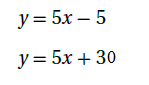 y = 5x – 5
y = 5x + 30